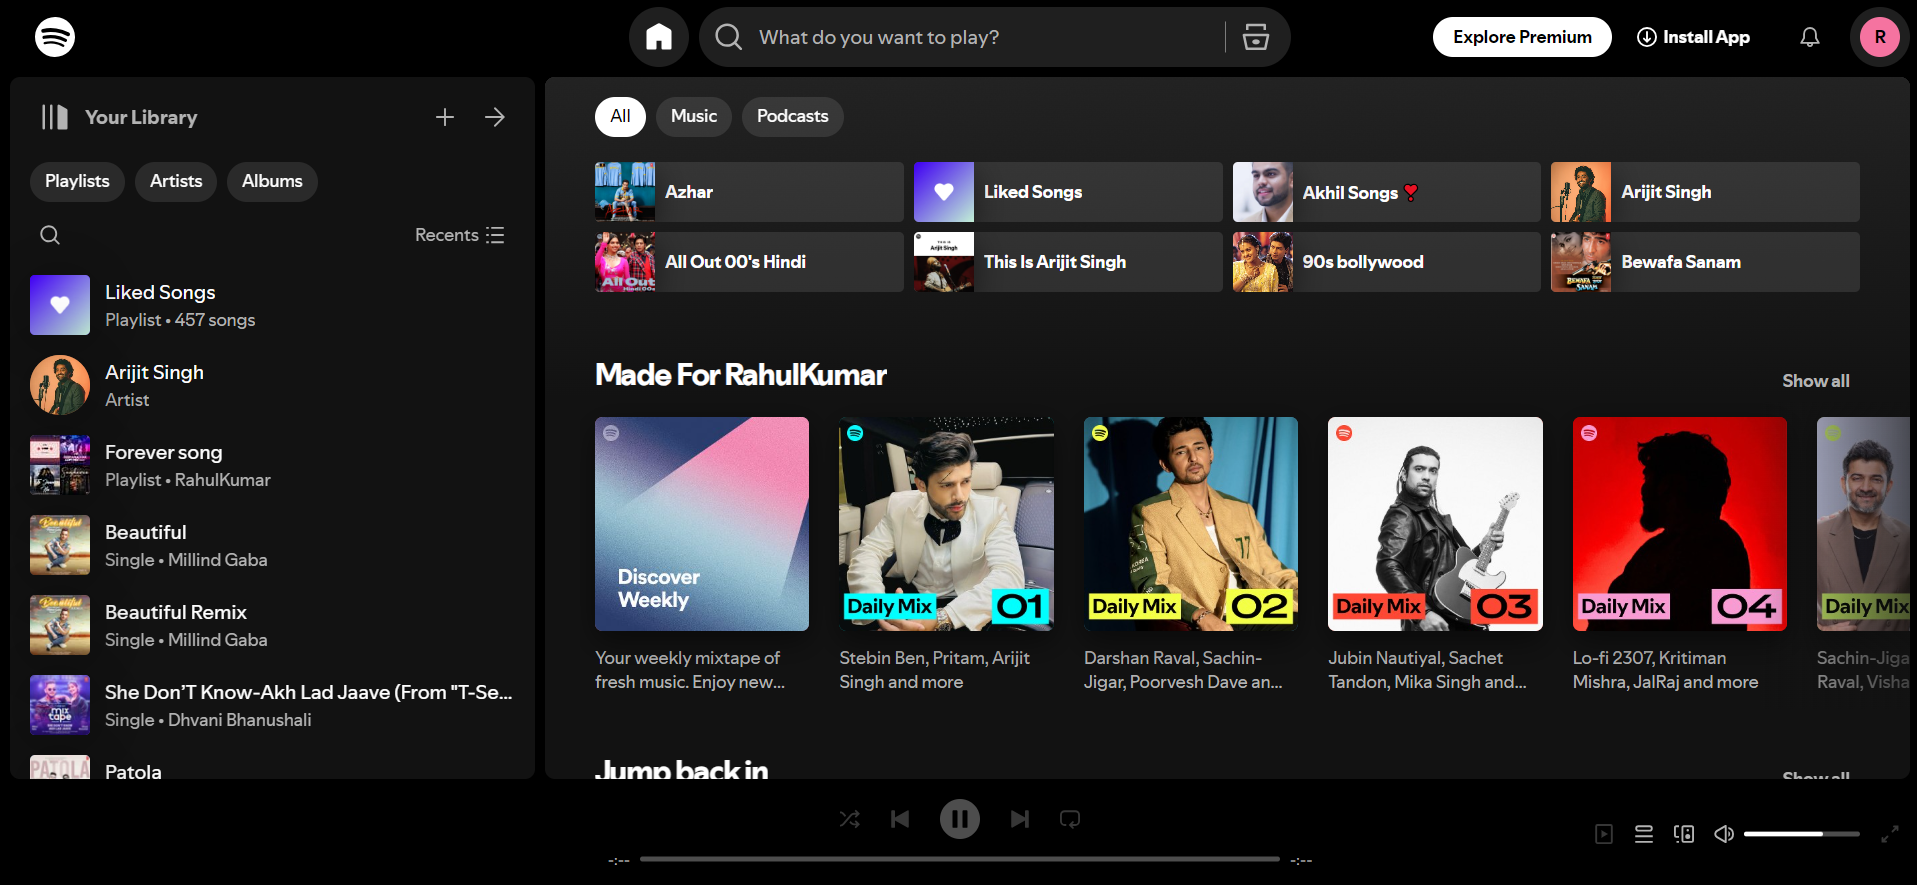 What do you want to play?
Explore Premium
Install App
R
Your Library
Playlists
Artists
Albums
Recents
Liked Songs
Playlist • 457 songs
Arijit Singh
Artist
Forever song
Playlist • RahulKumar
Beautiful
Single • Millind Gaba
Beautiful Remix
Single • Millind Gaba
She Don’T Know-Akh Lad Jaave (From "T-Se...
Single • Dhvani Bhanushali
Patola
All
Music
Podcasts
Azhar
Liked Songs
Akhil Songs
Arijit Singh
All Out 00's Hindi
This Is Arijit Singh
90s bollywood
Bewafa Sanam
Made For RahulKumar
Show all
Discover
Weekly
Daily Mix 01
Daily Mix 02
Daily Mix 03
Daily Mix 04
Daily Mix
Your weekly mixtape of
fresh music. Enjoy new...
Stebin Ben, Pritam, Arijit
Singh and more
Darshan Raval, Sachin-
Jigar, Poorvesh Dave an...
Jubin Nautiyal, Sachet
Tandon, Mika Singh and...
Lo-fi 2307, Kritiman
Mishra, JalRaj and more
Sachin-Jiga
Raval, Visha
Jump back in
Show all
-:--
-:--